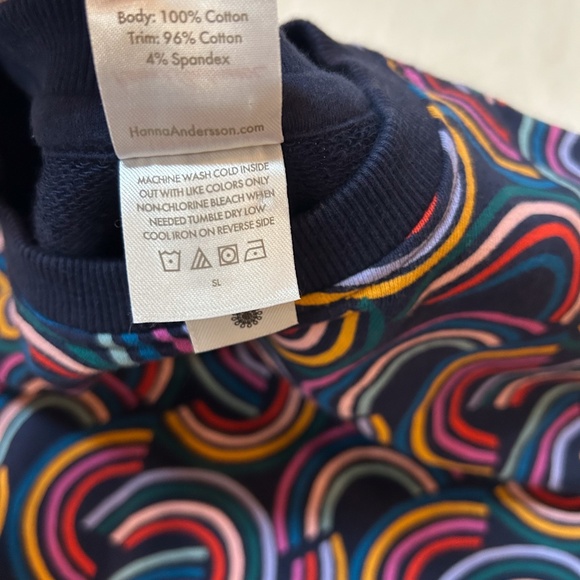 Body: 100% Cotton
Trim: 96% Cotton
4% Spandex
HannaAndersson.com
MACHINE WASH COLD INSIDE
OUT WITH LIKE COLORS ONLY
NON-CHLORINE BLEACH WHEN
NEEDED TUMBLE DRY LOW
COOL IRON ON REVERSE SIDE
SL